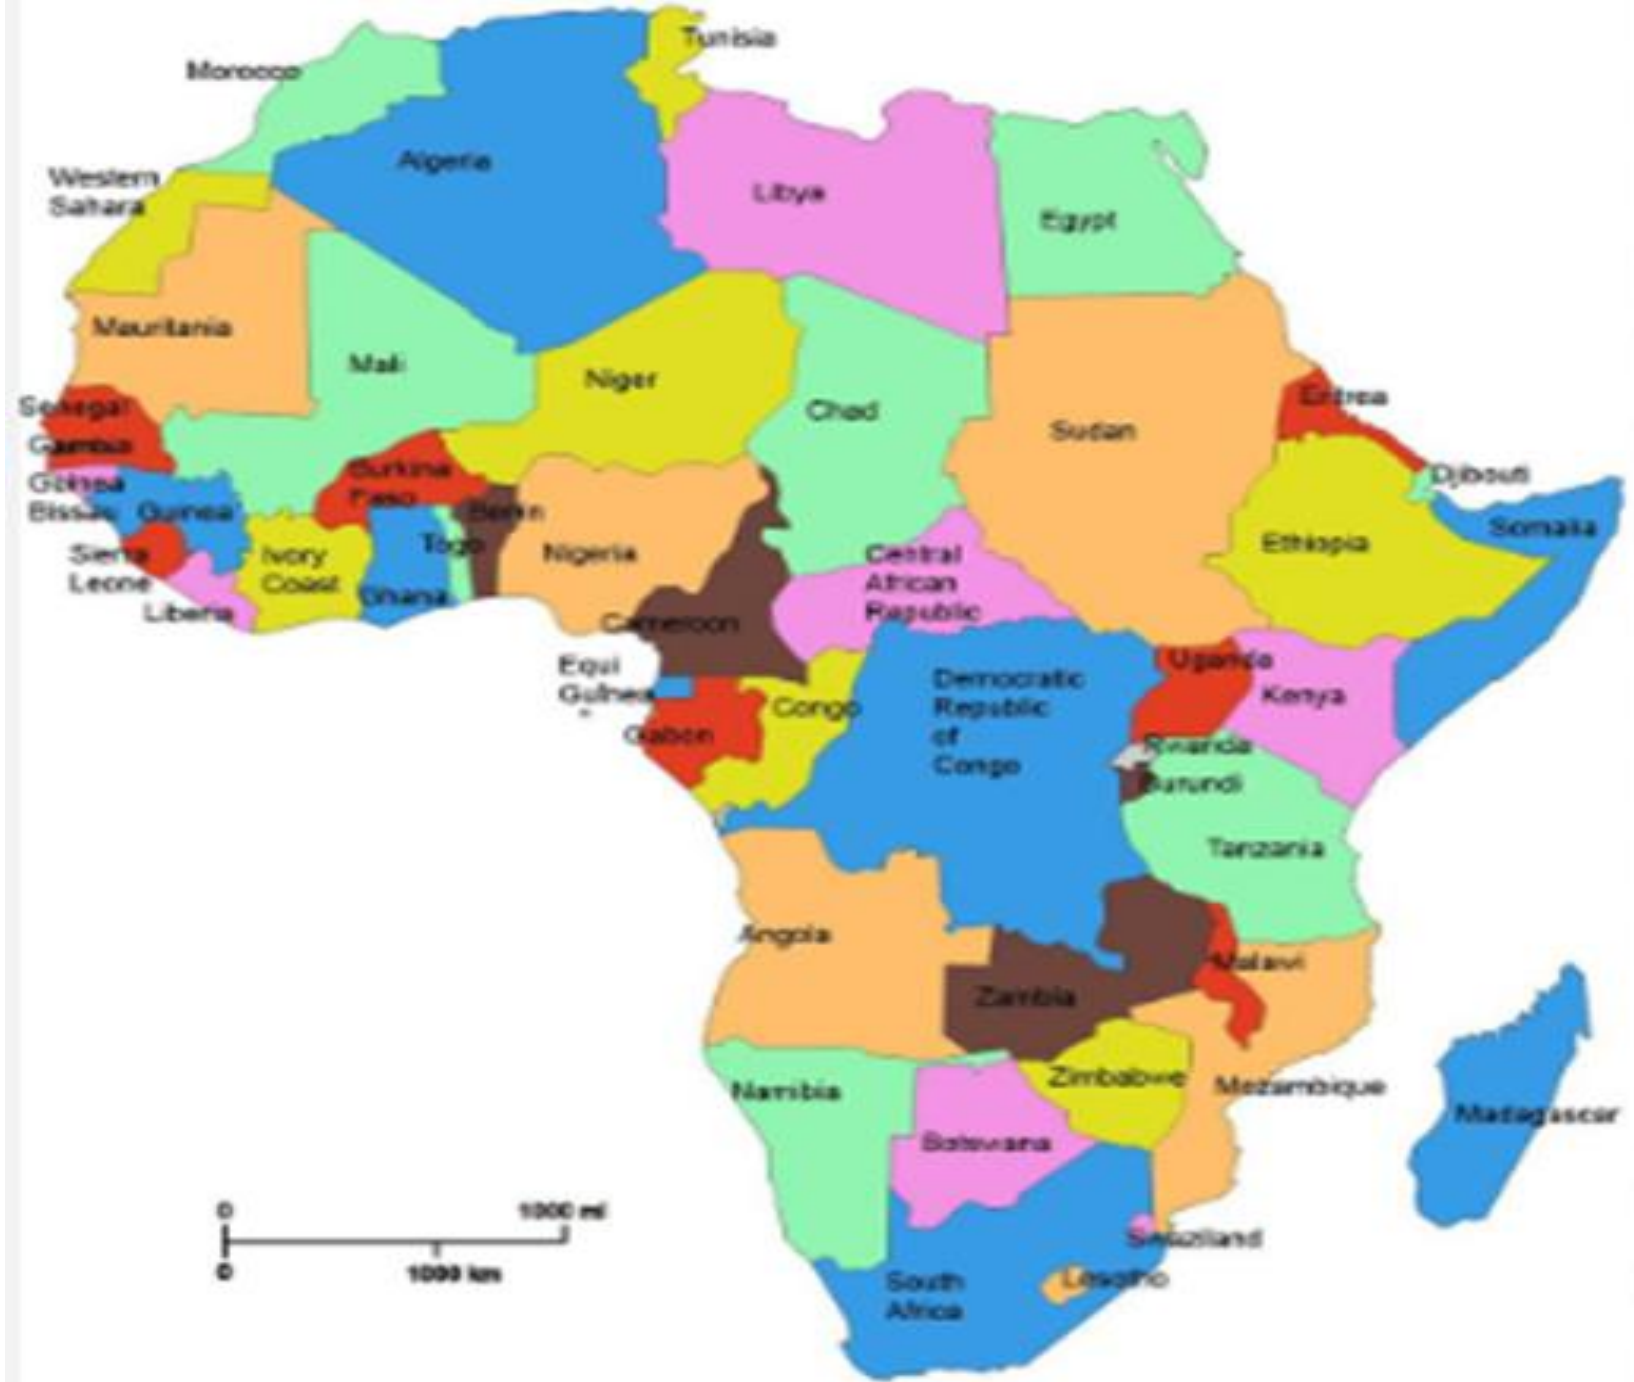 Tunisia
Morocco
Algeria
Western
Sahara
Libya
Egypt
Mauritania
Mali
Niger
Chad
Sudan
Eritrea
Senegal
Gambia
Guinea
Bissau
Guinea
Burkina
Faso
Benin
Djibouti
Somalia
Ethiopia
Sierra
Leone
Ivory
Coast
Togo
Nigeria
Central
African
Republic
Liberia
Ghana
Cameroon
Equi
Guinea
Uganda
Kenya
Democratic
Republic
of
Congo
Congo
Gabon
Rwanda
Burundi
Tanzania
Angola
Malawi
Zambia
Namibia
Zimbabwe
Mozambique
Madagascar
Botswana
0
1000 mi
0
1000 km
Swaziland
Lesotho
South
Africa